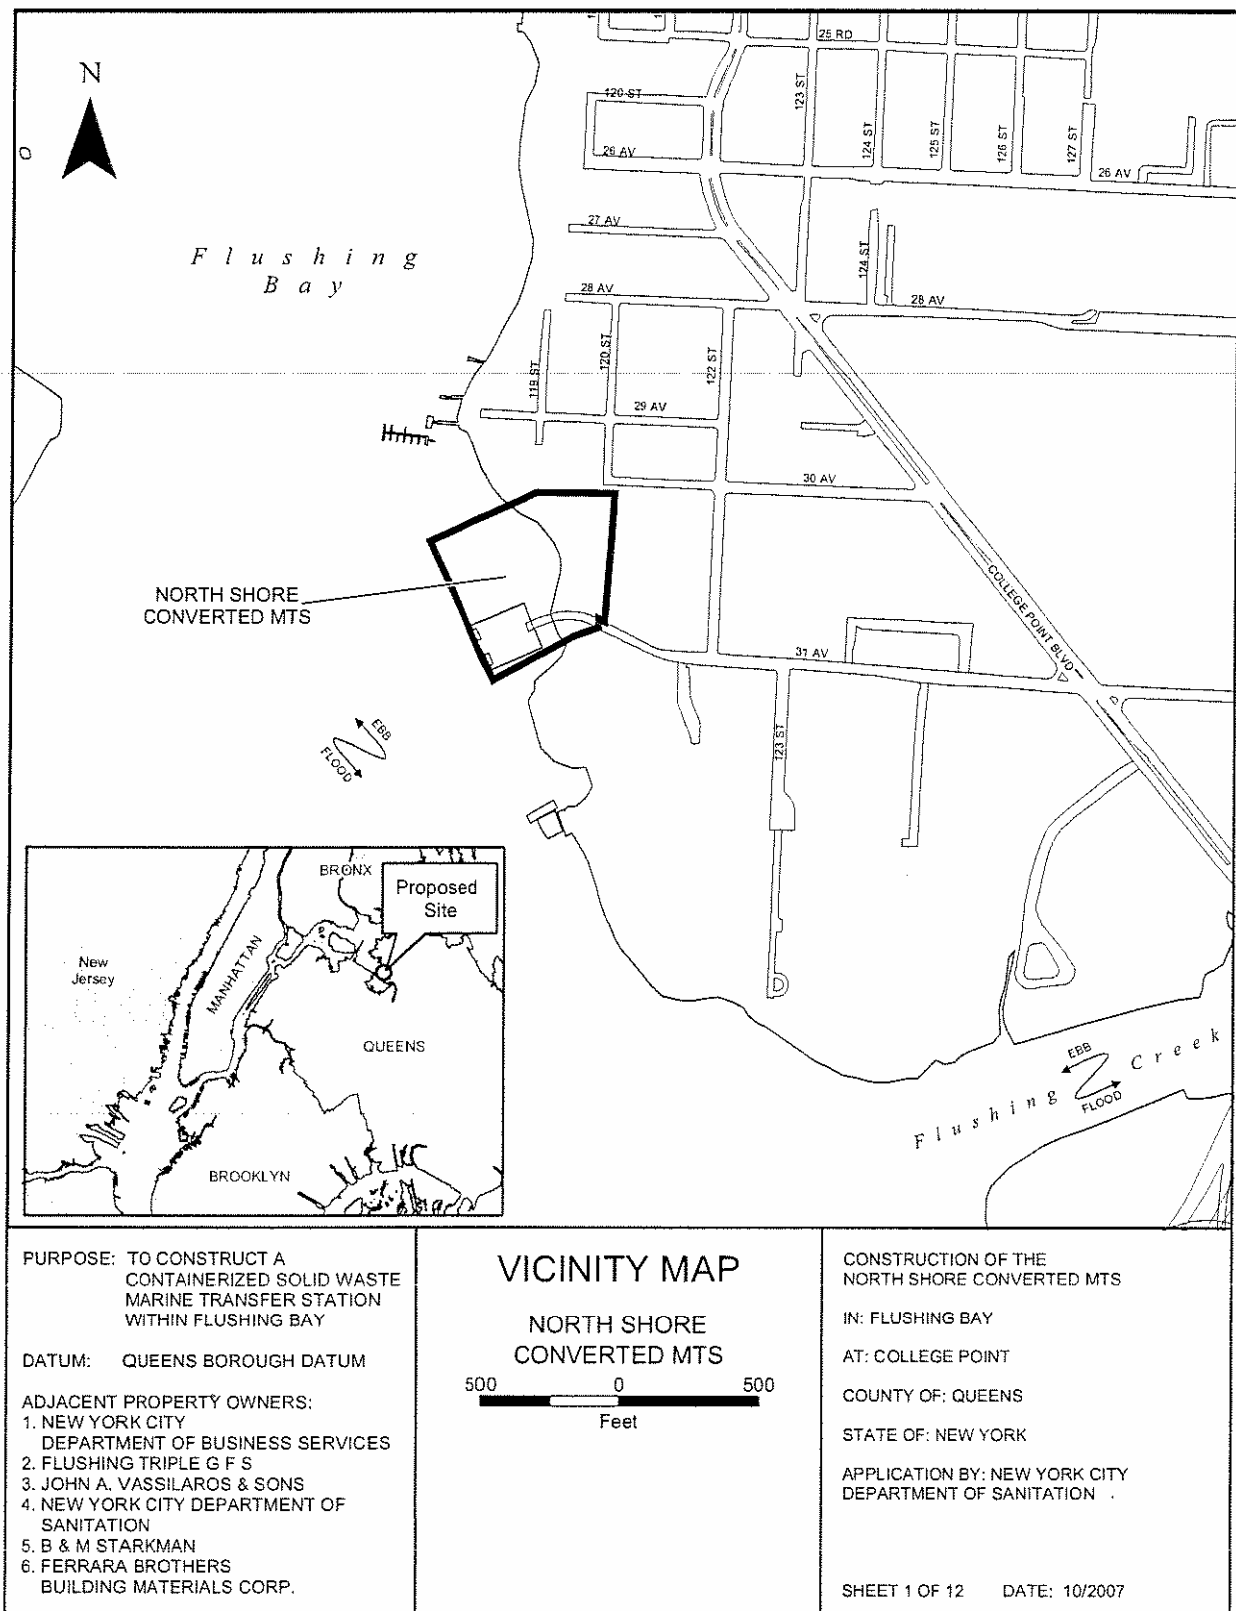 N
Flushing
Bay
25 RD
120 ST
123 ST
124 ST
125 ST
126 ST
127 ST
26 AV
26 AV
27 AV
124 ST
28 AV
28 AV
119 ST
120 ST
122 ST
29 AV
30 AV
NORTH SHORE
CONVERTED MTS
COLLEGE POINT BLVD
31 AV
123 ST
EBB
FLOOD
BRONX
Proposed
Site
New
Jersey
MANHATTAN
QUEENS
BROOKLYN
EBB
FLOOD
Flushing Creek
PURPOSE: TO CONSTRUCT A
CONTAINERIZED SOLID WASTE
MARINE TRANSFER STATION
WITHIN FLUSHING BAY
DATUM: QUEENS BOROUGH DATUM
ADJACENT PROPERTY OWNERS:
1. NEW YORK CITY
DEPARTMENT OF BUSINESS SERVICES
2. FLUSHING TRIPLE G F S
3. JOHN A. VASSILAROS & SONS
4. NEW YORK CITY DEPARTMENT OF
SANITATION
5. B & M STARKMAN
6. FERRARA BROTHERS
BUILDING MATERIALS CORP.
VICINITY MAP
NORTH SHORE
CONVERTED MTS
500 0 500
Feet
CONSTRUCTION OF THE
NORTH SHORE CONVERTED MTS
IN: FLUSHING BAY
AT: COLLEGE POINT
COUNTY OF: QUEENS
STATE OF: NEW YORK
APPLICATION BY: NEW YORK CITY
DEPARTMENT OF SANITATION
SHEET 1 OF 12 DATE: 10/2007